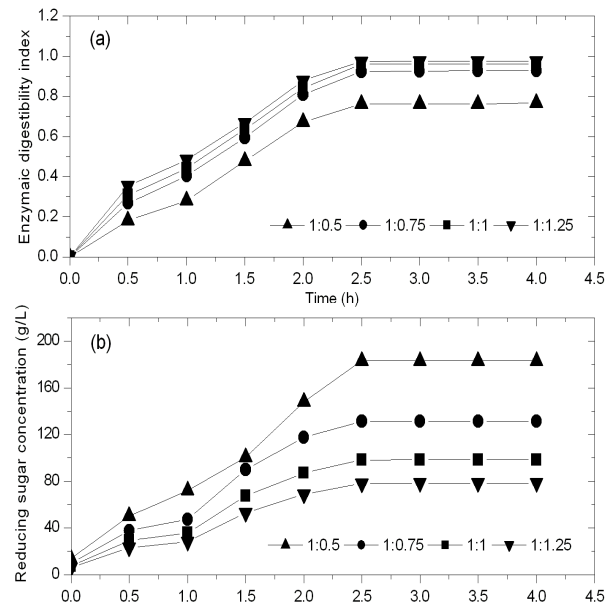 1.2
(a)
1.0
0.8
0.6
0.4
0.2
0.0
Enzymaic digestibility index
1:0.5 1:0.75 1:1 1:1.25
0.0 0.5 1.0 1.5 2.0 2.5 3.0 3.5 4.0 4.5
Time (h)
(b)
200
160
120
80
40
0
Reducing sugar concentration (g/L)
1:0.5 1:0.75 1:1 1:1.25
0.0 0.5 1.0 1.5 2.0 2.5 3.0 3.5 4.0 4.5